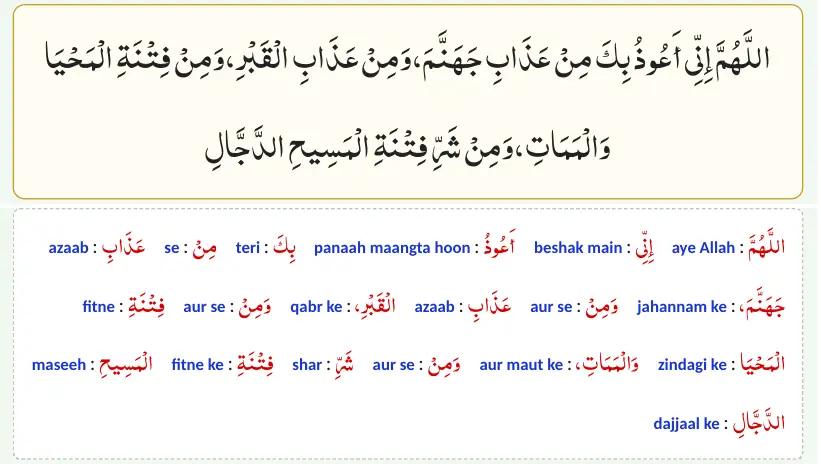 اللَّهُمَّ إِنِّي أَعُوذُ بِكَ مِنْ عَذَابِ جَهَنَّمَ، وَمِنْ عَذَابِ الْقَبْرِ، وَمِنْ فِتْنَةِ الْمَحْيَا
وَالْمَمَاتِ، وَمِنْ شَرِّ فِتْنَةِ الْمَسِيحِ الدَّجَّالِ
اللَّهُمَّ : aye Allah إِنِّي : beshak main أَعُوذُ : panaah maangta hoon بِكَ : teri مِنْ : se عَذَابِ : azaab
جَهَنَّمَ، : jahannam ke وَمِنْ : aur se عَذَابِ : azaab الْقَبْرِ، : qabr ke وَمِنْ : aur se فِتْنَةِ : fitne
الْمَحْيَا : zindagi ke وَالْمَمَاتِ، : aur maut ke وَمِنْ : aur se شَرِّ : shar فِتْنَةِ : fitne ke الْمَسِيحِ : maseeh
الدَّجَّالِ : dajjaal ke